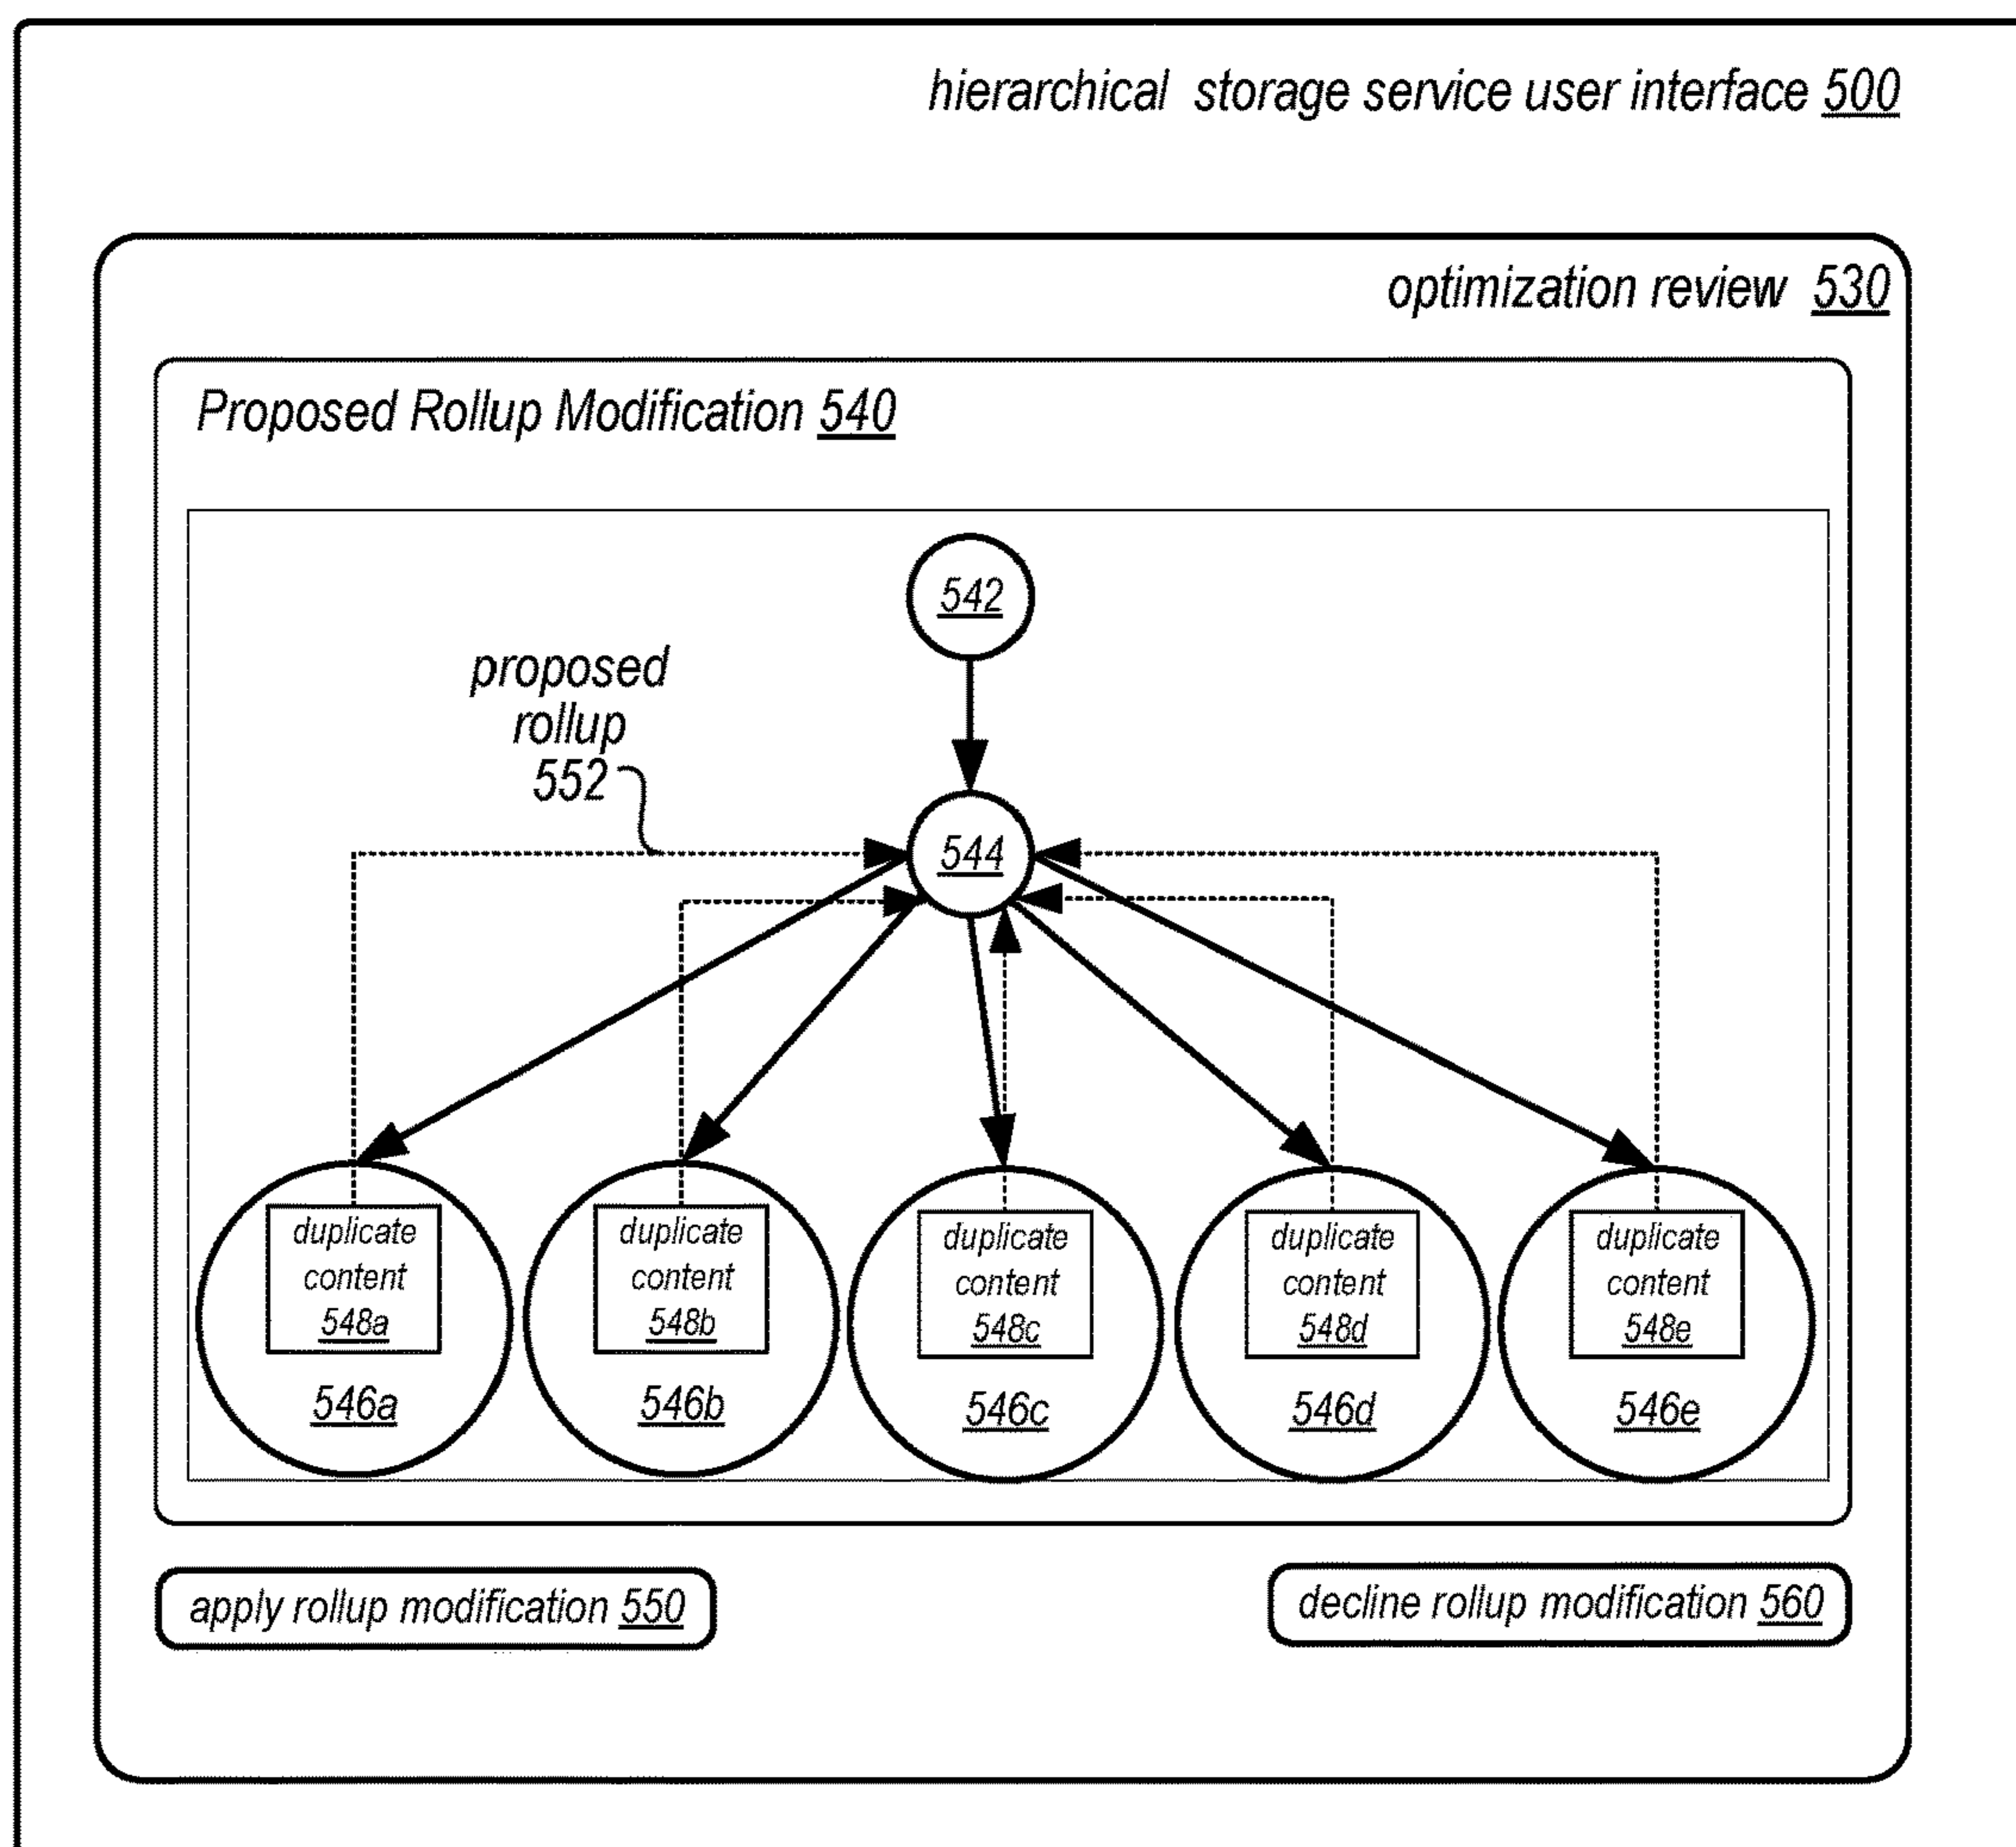 hierarchical storage service user interface 500
optimization review 530
Proposed Rollup Modification 540
542
proposed
rollup
552
544
duplicate
content
548a
546a
duplicate
content
548b
546b
duplicate
content
548c
546c
duplicate
content
548d
546d
duplicate
content
548e
546e
apply rollup modification 550
decline rollup modification 560